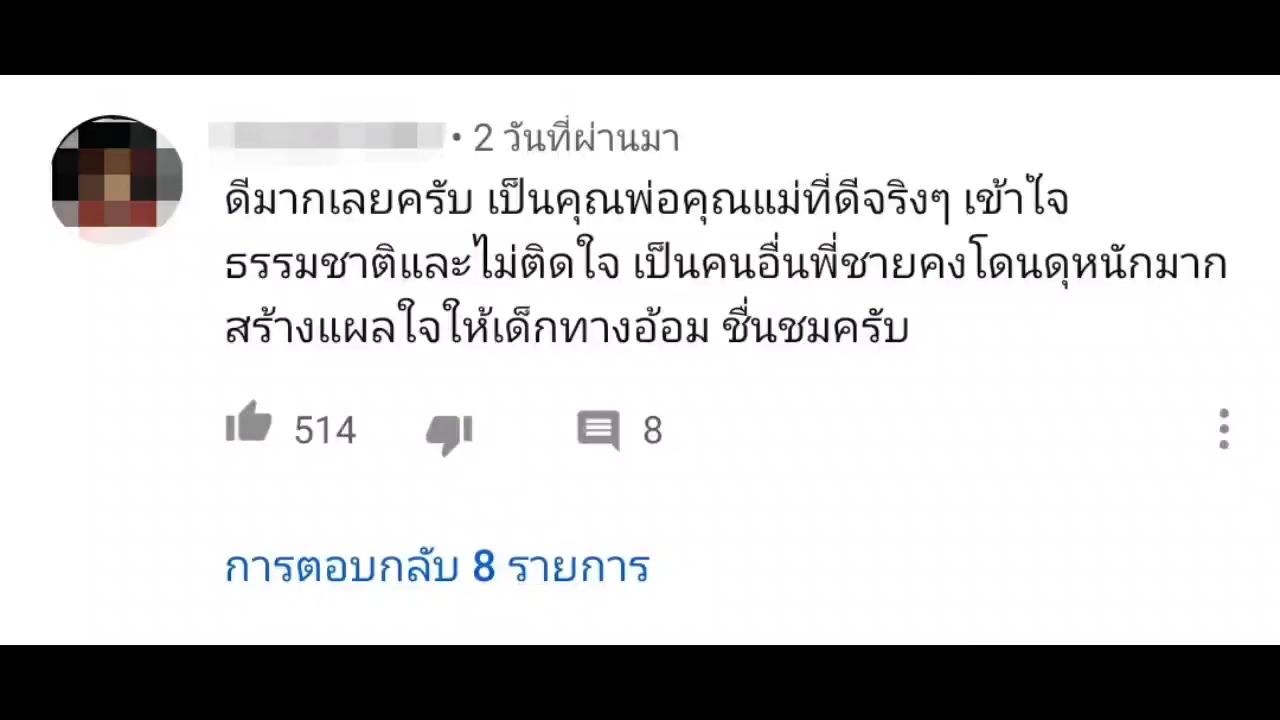 • 2 วันที่ผ่านมา
ดีมากเลยครับ เป็นคุณพ่อคุณแม่ที่ดีจริงๆ เข้าใจ
ธรรมชาติและไม่ติดใจ เป็นคนอื่นพี่ชายคงโดนดุหนักมาก
สร้างแผลใจให้เด็กทางอ้อม ชื่นชมครับ
514 8
การตอบกลับ 8 รายการ